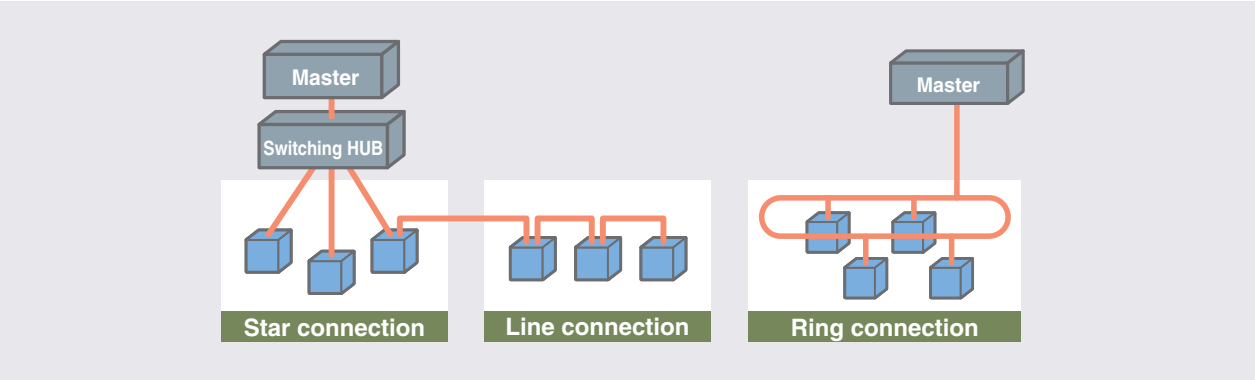 Master
Switching HUB
Star connection
Line connection
Master
Ring connection